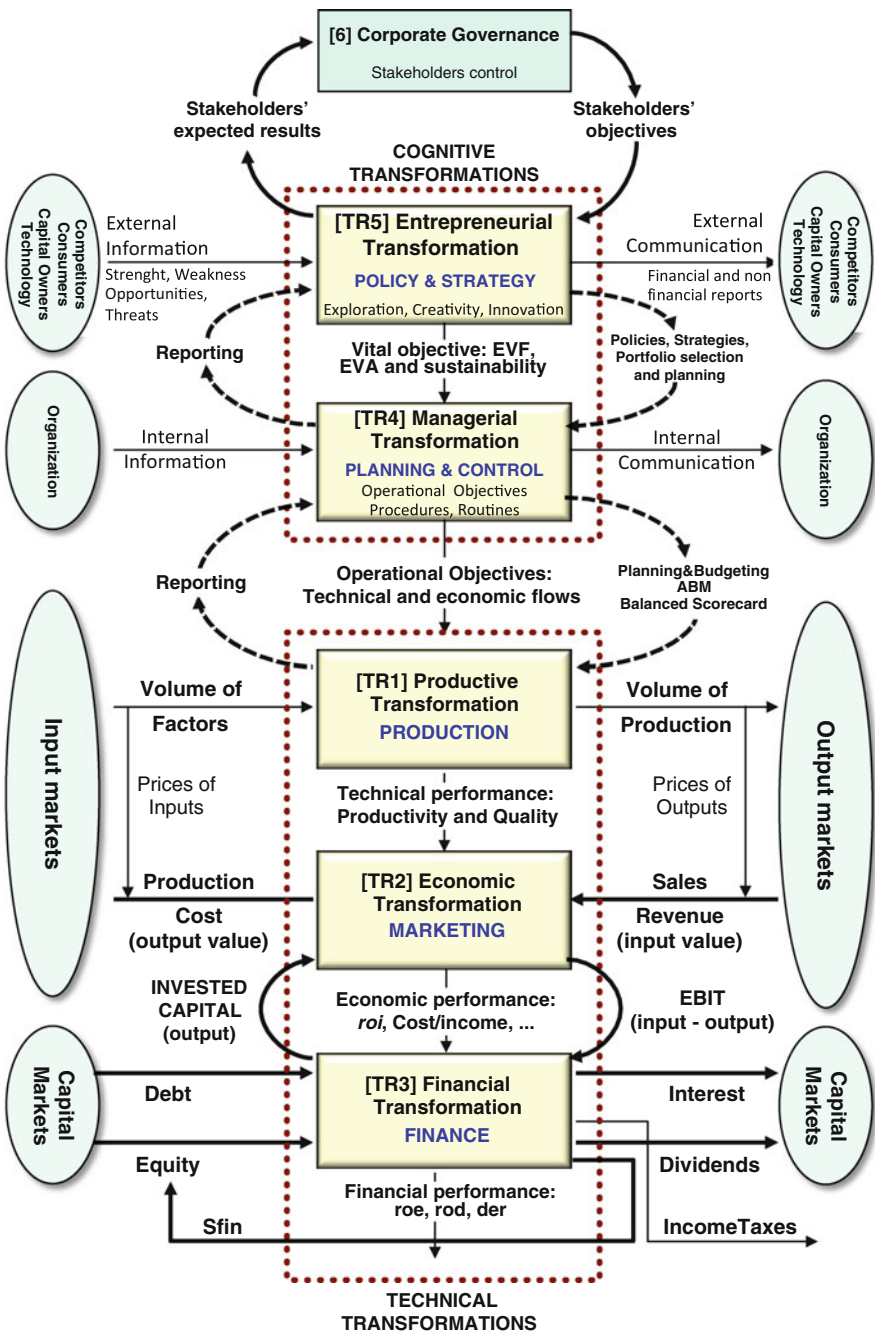 [6] Corporate Governance
Stakeholders control
Stakeholders'
expected results
Stakeholders'
objectives
COGNITIVE
TRANSFORMATIONS
Competitors
Consumers
Capital Owners
Technology
External
Information
Strenght, Weakness
Opportunities,
Threats
[TR5] Entrepreneurial
Transformation
POLICY & STRATEGY
Exploration, Creativity, Innovation
External
Communication
Financial and non
financial reports
Competitors
Consumers
Capital Owners
Technology
Reporting
Vital objective: EVF,
EVA and sustainability
Policies, Strategies,
Portfolio selection
and planning
Organization
Internal
Information
[TR4] Managerial
Transformation
PLANNING & CONTROL
Operational Objectives
Procedures, Routines
Internal
Communication
Organization
Reporting
Operational Objectives:
Technical and economic flows
Planning&Budgeting
ABM
Balanced Scorecard
Input markets
Volume of
Factors
[TR1] Productive
Transformation
PRODUCTION
Volume of
Production
Output markets
Prices of
Inputs
Technical performance:
Productivity and Quality
Prices of
Outputs
Production
Cost
(output value)
[TR2] Economic
Transformation
MARKETING
Sales
Revenue
(input value)
INVESTED
CAPITAL
(output)
Economic performance:
roi, Cost/income, ...
EBIT
(input - output)
Capital
Markets
Debt
Equity
[TR3] Financial
Transformation
FINANCE
Interest
Dividends
Capital
Markets
Financial performance:
roe, rod, der
Sfin
IncomeTaxes
TECHNICAL
TRANSFORMATIONS